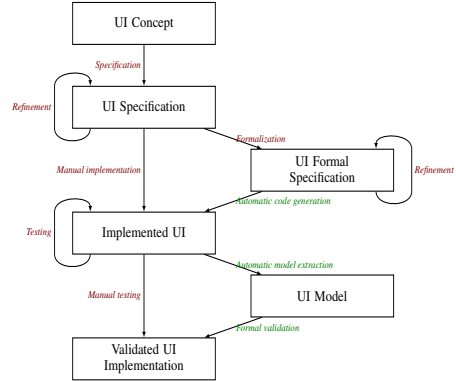 UI Concept
Specification
Refinement
UI Specification
Formalization
Manual implementation
UI Formal
Specification
Refinement
Automatic code generation
Testing
Implemented UI
Automatic model extraction
Manual testing
UI Model
Formal validation
Validated UI
Implementation